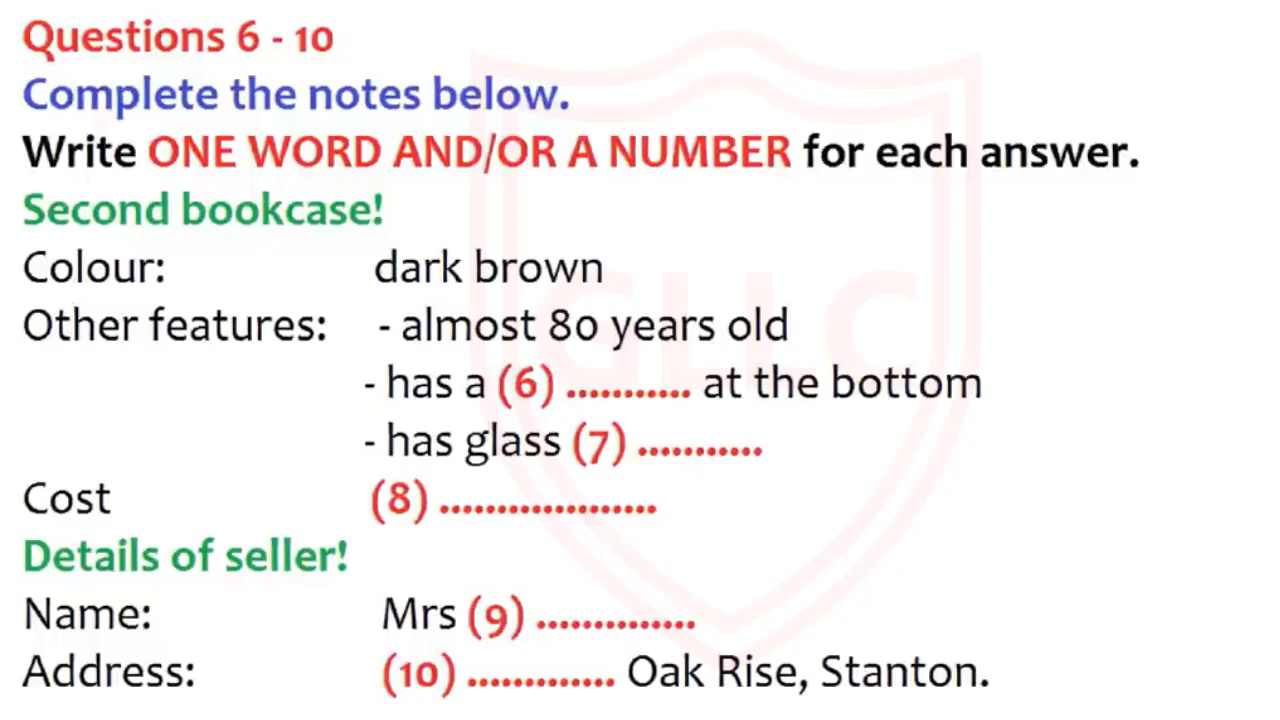 Questions 6 - 10
Complete the notes below.
Write ONE WORD AND/OR A NUMBER for each answer.
Second bookcase!
Colour: dark brown
Other features: - almost 80 years old
- has a (6) ........... at the bottom
- has glass (7) ...........
Cost (8) ...................
Details of seller!
Name: Mrs (9) ..............
Address: (10) ............. Oak Rise, Stanton.
GLLC